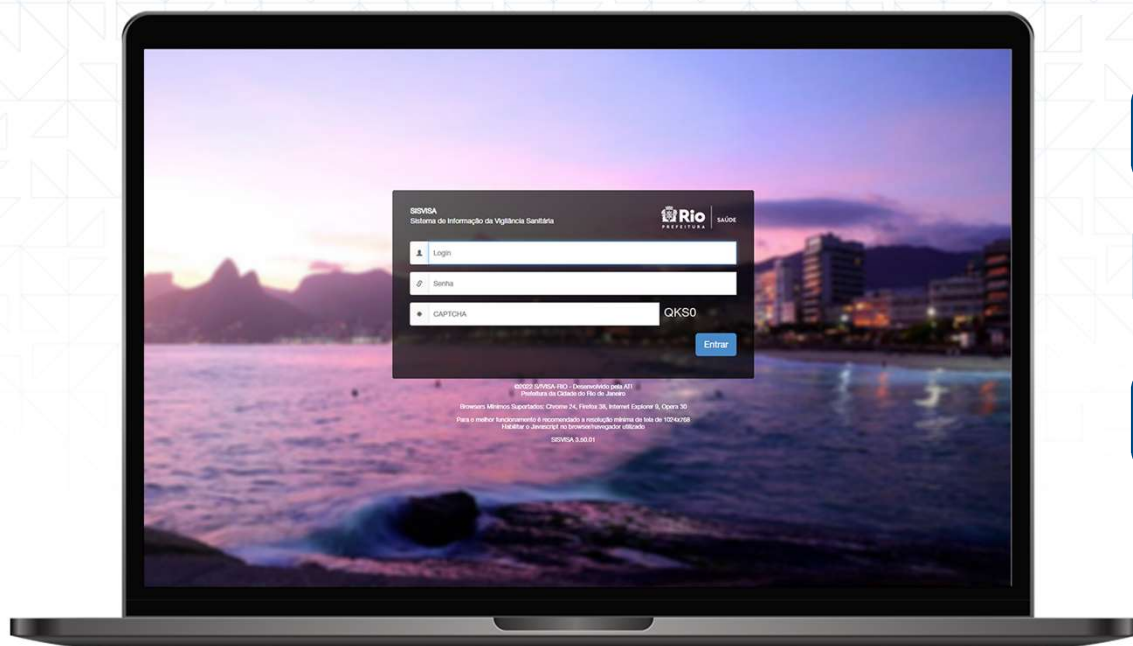 SISVISA
Sistema de Informação da Vigilância Sanitária
Rio
PREFEITURA
SAÚDE
Login
Senha
CAPTCHA
QKS0
Entrar
©2022 SISVISA-RIO - Desenvolvido pela ATI
Prefeitura da Cidade do Rio de Janeiro
Browsers Mínimos Suportados: Chrome 24, Firefox 38, Internet Explorer 9, Opera 30
Para o melhor funcionamento é recomendado a resolução mínima de tela de 1024x768
Habilitar o Javascript no browser/navegador utilizado
SISVISA 3.50.01